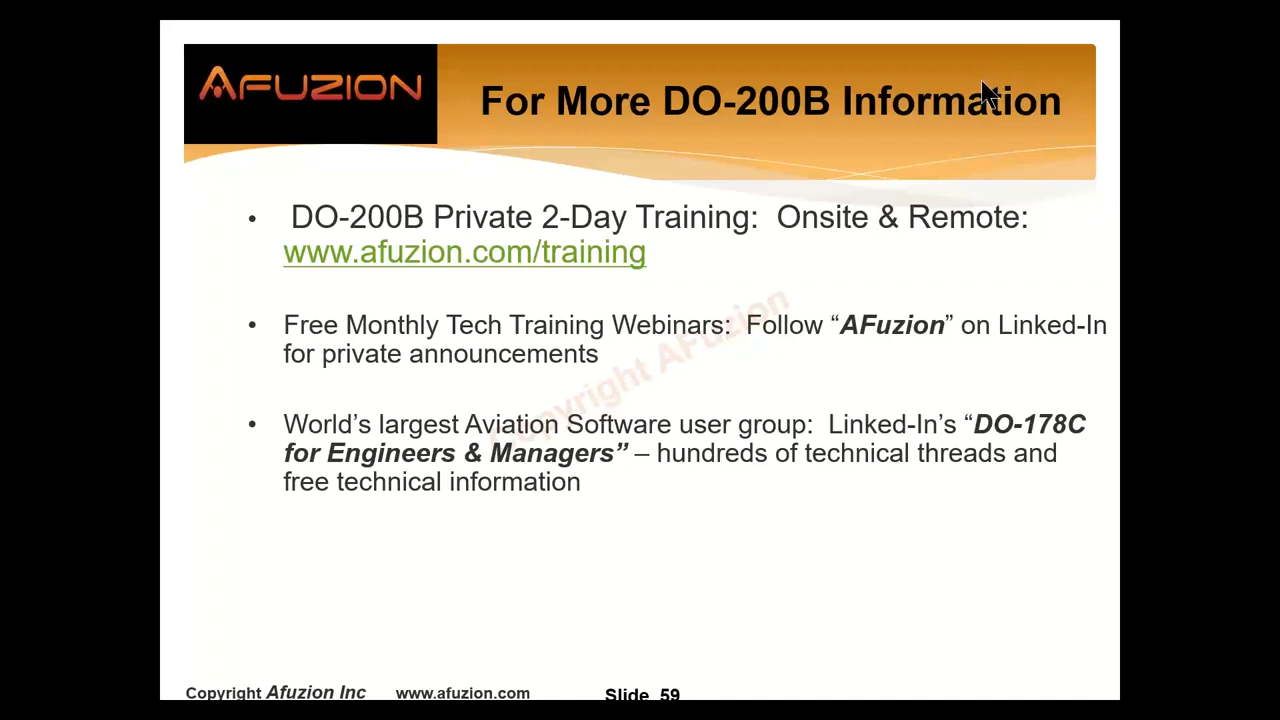 AFUZION
For More DO-200B Information
• DO-200B Private 2-Day Training: Onsite & Remote:
www.afuzion.com/training
• Free Monthly Tech Training Webinars: Follow “AFuzion” on Linked-In
for private announcements
• World’s largest Aviation Software user group: Linked-In’s “DO-178C
for Engineers & Managers” – hundreds of technical threads and
free technical information
Copyright AFuzion
Copyright Afuzion Inc www.afuzion.com Slide 59